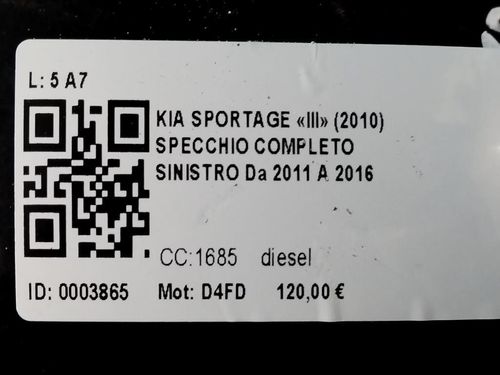 L: 5 A7
KIA SPORTAGE «III» (2010)
SPECCHIO COMPLETO
SINISTRO Da 2011 A 2016
CC:1685 diesel
ID: 0003865 Mot: D4FD 120,00 €